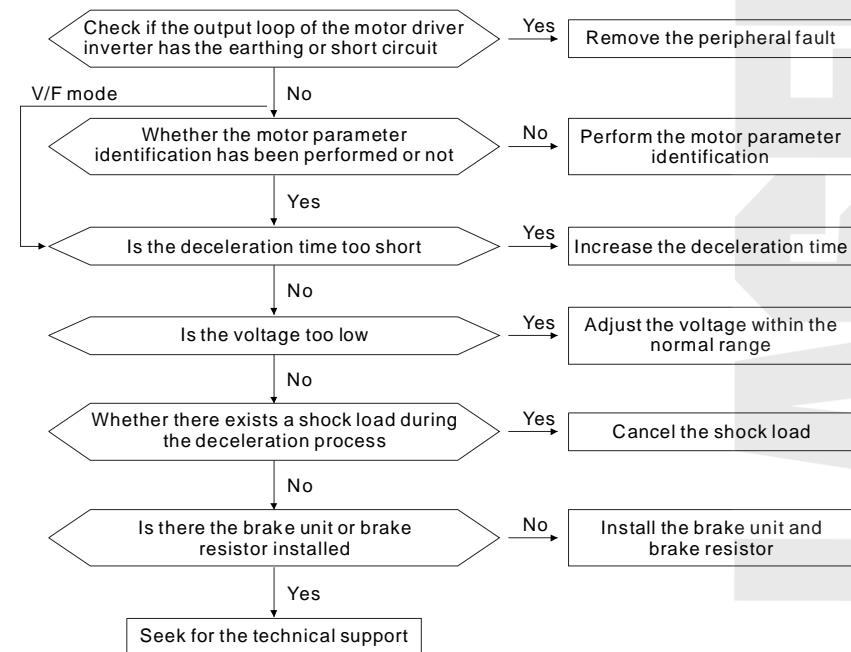 Check if the output loop of the motor driver
inverter has the earthing or short circuit
Yes
Remove the peripheral fault
V/F mode
No
Whether the motor parameter
identification has been performed or not
No
Perform the motor parameter
identification
Yes
Is the deceleration time too short
Yes
Increase the deceleration time
No
Is the voltage too low
Yes
Adjust the voltage within the
normal range
No
Whether there exists a shock load during
the deceleration process
Yes
Cancel the shock load
No
Is there the brake unit or brake
resistor installed
No
Install the brake unit and
brake resistor
Yes
Seek for the technical support